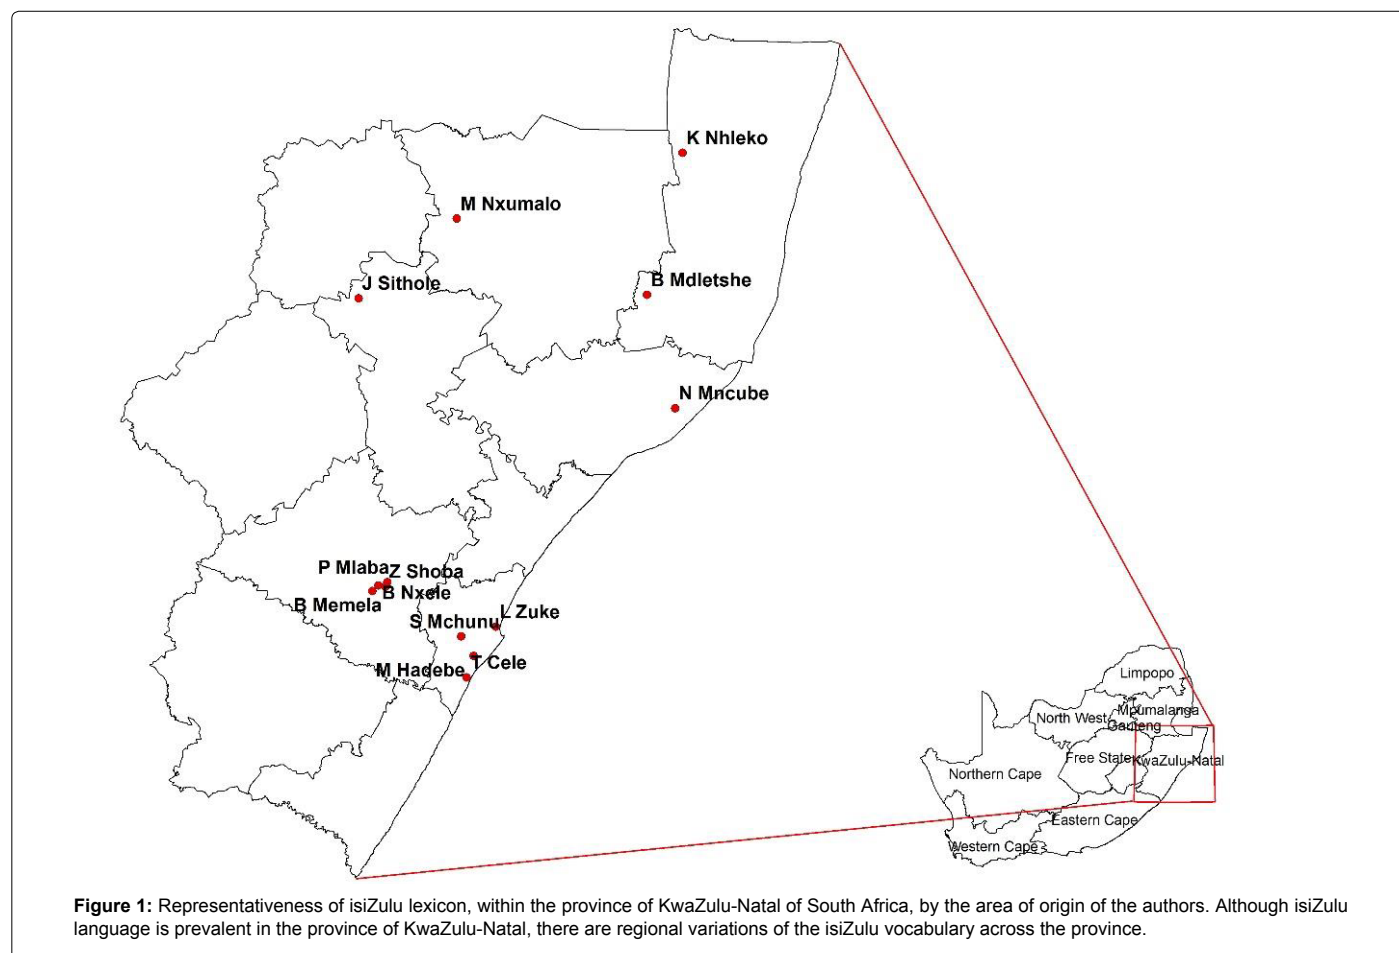 K Nhleko
M Nxumalo
J Sithole
B Mdletshe
N Mncube
P Mlaba
Z Shoba
B Nxele
B Memela
L Zuke
S Mchunu
T Cele
M Hadebe
Limpopo
Mpumalanga
North West
Gauteng
Free State
KwaZulu-Natal
Northern Cape
Eastern Cape
Western Cape
Figure 1: Representativeness of isiZulu lexicon, within the province of KwaZulu-Natal of South Africa, by the area of origin of the authors. Although isiZulu
language is prevalent in the province of KwaZulu-Natal, there are regional variations of the isiZulu vocabulary across the province.